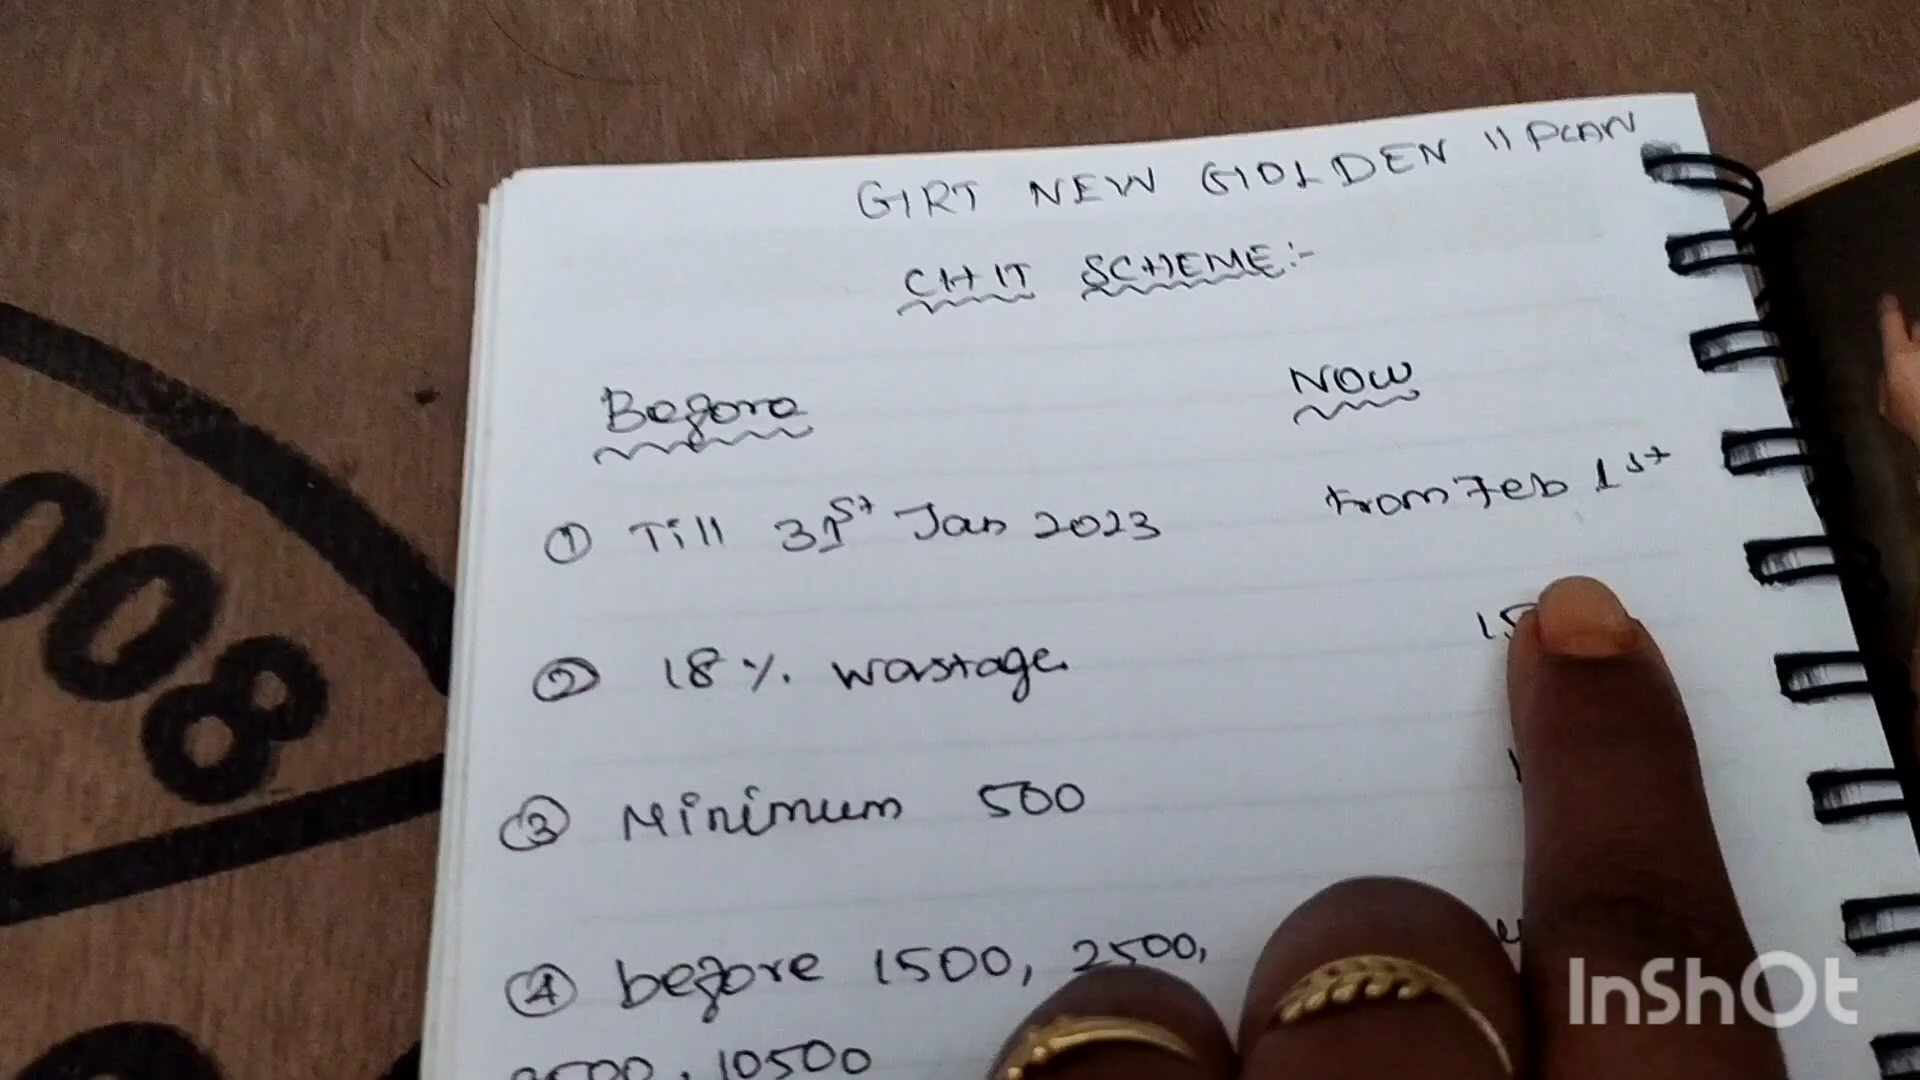 GIRT NEW GOLDEN 11 PLAN
CHIT SCHEME:-
Before
NOW
① Till 31st Jan 2023
from Feb 1st
② 18 %. wastage.
③ Minimum 500
④ before 1500, 2500,
10500
008
InShOt